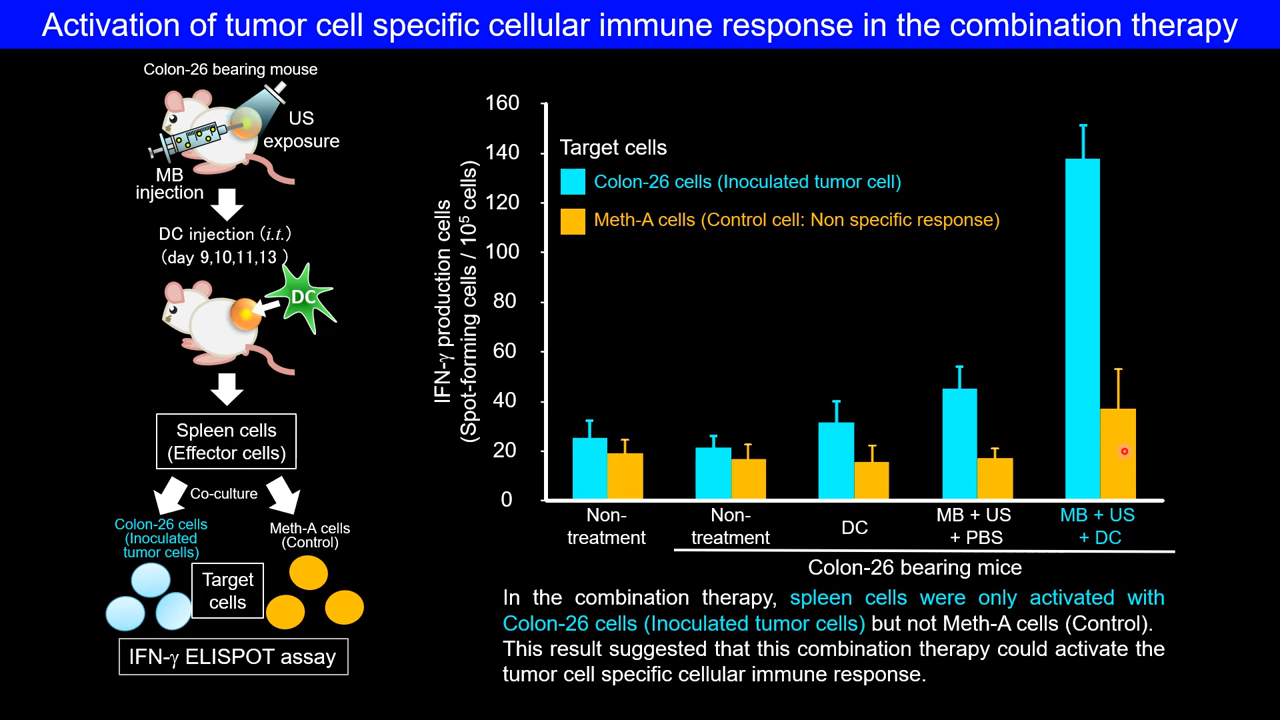 Activation of tumor cell specific cellular immune response in the combination therapy
Colon-26 bearing mouse
US
exposure
MB
injection
DC injection (i.t.)
(day 9,10,11,13 )
DC
Spleen cells
(Effector cells)
Co-culture
Colon-26 cells
(Inoculated
tumor cells)
Meth-A cells
(Control)
Target
cells
IFN-γ ELISPOT assay
IFN-γ production cells
(Spot-forming cells / 10⁵ cells)
160
140
120
100
80
60
40
20
0
Target cells
Colon-26 cells (Inoculated tumor cell)
Meth-A cells (Control cell: Non specific response)
Non-
treatment
Non-
treatment
DC
MB + US
+ PBS
MB + US
+ DC
Colon-26 bearing mice
In the combination therapy, spleen cells were only activated with
Colon-26 cells (Inoculated tumor cells) but not Meth-A cells (Control).
This result suggested that this combination therapy could activate the
tumor cell specific cellular immune response.